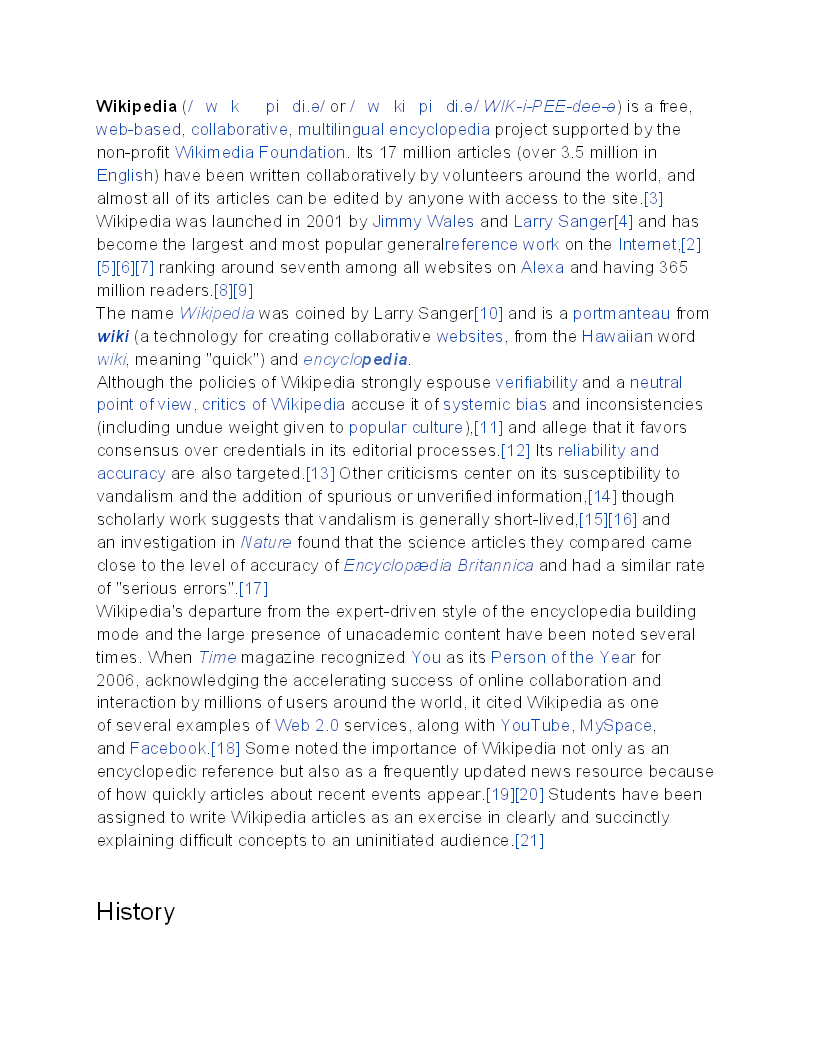 Wikipedia (/ w k pi di.ə/ or / w ki pi di.ə/ WIK-i-PEE-dee-ə) is a free,
web-based, collaborative, multilingual encyclopedia project supported by the
non-profit Wikimedia Foundation. Its 17 million articles (over 3.5 million in
English) have been written collaboratively by volunteers around the world, and
almost all of its articles can be edited by anyone with access to the site.[3]
Wikipedia was launched in 2001 by Jimmy Wales and Larry Sanger[4] and has
become the largest and most popular generalreference work on the Internet,[2]
[5][6][7] ranking around seventh among all websites on Alexa and having 365
million readers.[8][9]
The name Wikipedia was coined by Larry Sanger[10] and is a portmanteau from
wiki (a technology for creating collaborative websites, from the Hawaiian word
wiki, meaning "quick") and encyclopedia.
Although the policies of Wikipedia strongly espouse verifiability and a neutral
point of view, critics of Wikipedia accuse it of systemic bias and inconsistencies
(including undue weight given to popular culture),[11] and allege that it favors
consensus over credentials in its editorial processes.[12] Its reliability and
accuracy are also targeted.[13] Other criticisms center on its susceptibility to
vandalism and the addition of spurious or unverified information,[14] though
scholarly work suggests that vandalism is generally short-lived,[15][16] and
an investigation in Nature found that the science articles they compared came
close to the level of accuracy of Encyclopædia Britannica and had a similar rate
of "serious errors".[17]
Wikipedia's departure from the expert-driven style of the encyclopedia building
mode and the large presence of unacademic content have been noted several
times. When Time magazine recognized You as its Person of the Year for
2006, acknowledging the accelerating success of online collaboration and
interaction by millions of users around the world, it cited Wikipedia as one
of several examples of Web 2.0 services, along with YouTube, MySpace,
and Facebook.[18] Some noted the importance of Wikipedia not only as an
encyclopedic reference but also as a frequently updated news resource because
of how quickly articles about recent events appear.[19][20] Students have been
assigned to write Wikipedia articles as an exercise in clearly and succinctly
explaining difficult concepts to an uninitiated audience.[21]
History